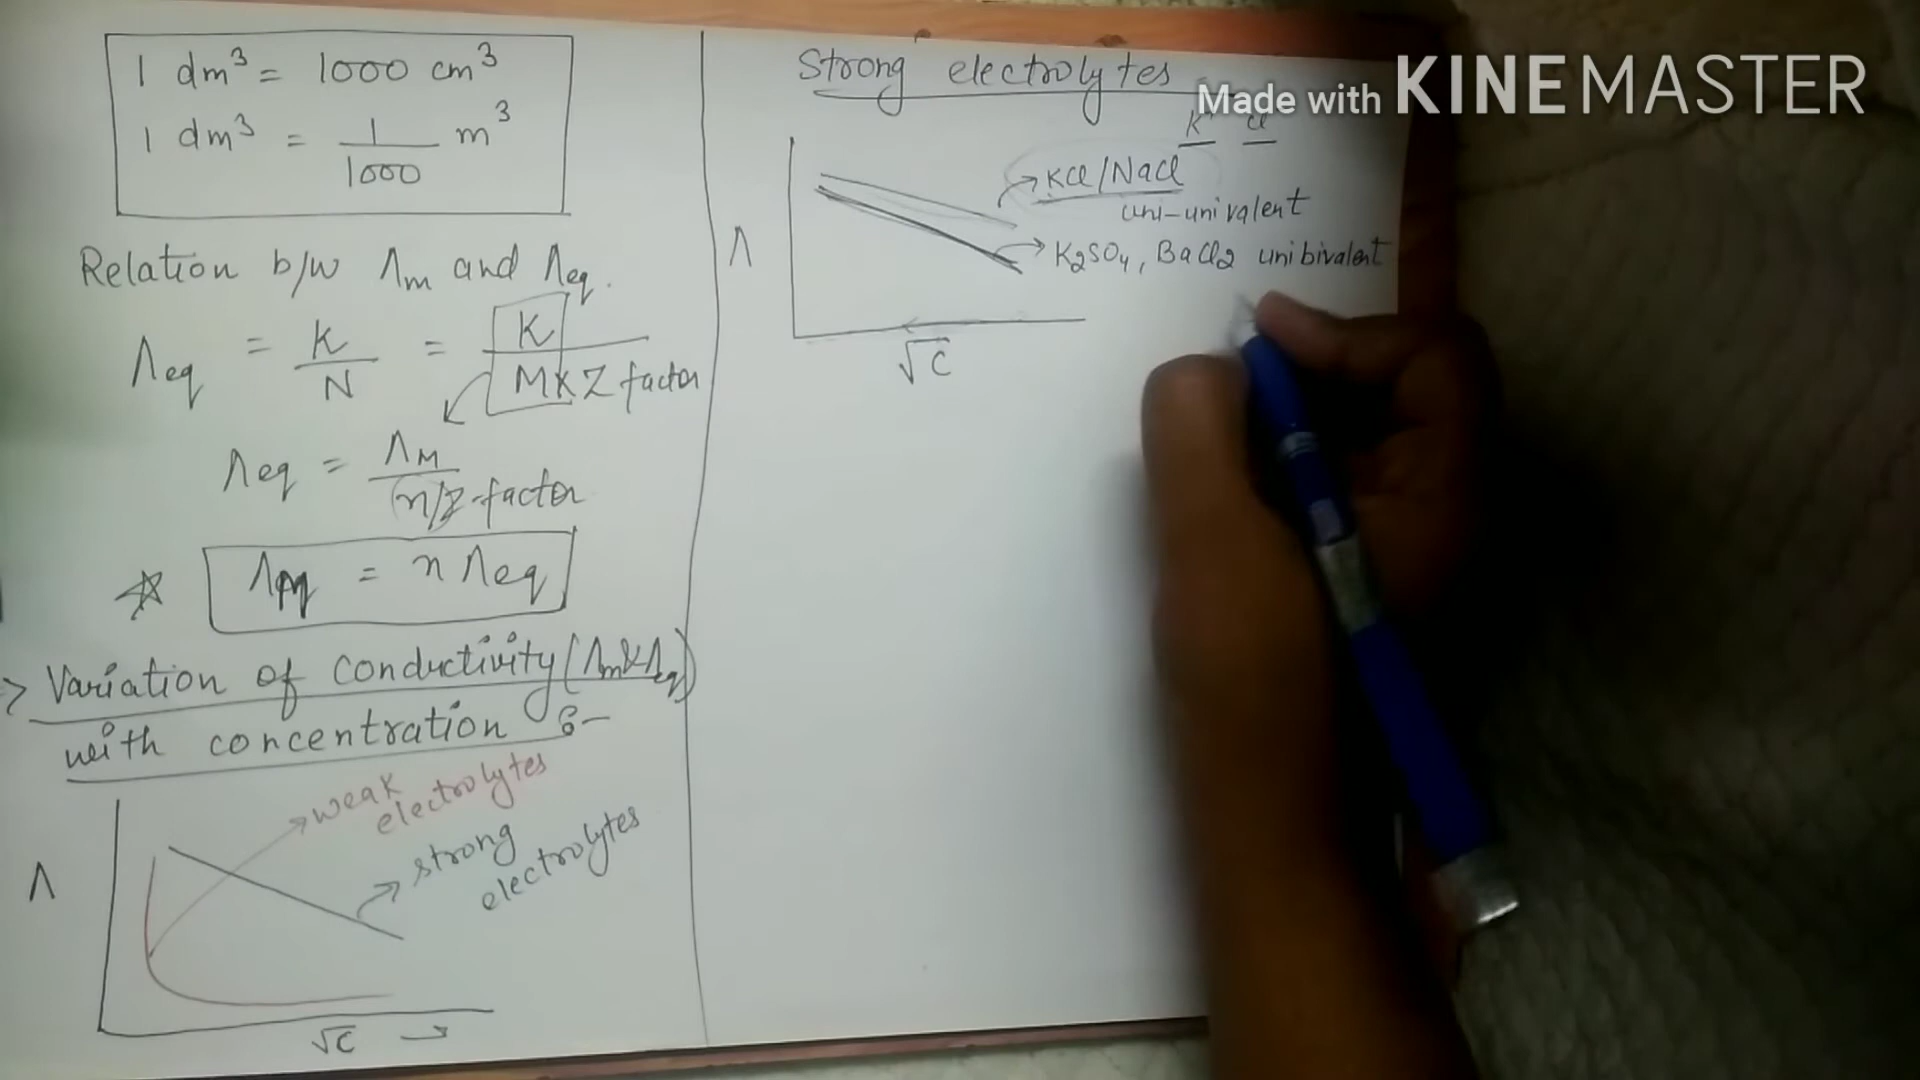 1 dm³ = 1000 cm³
1 dm³ = 1/1000 m³
Relation b/w Λm and Λeq.
Λeq = K/N = K/M×Z factor
Λeq = ΛM/(n/Z-factor
☆ Λm = n Λeq
> Variation of conductivity (Λm & Λeq)
with concentration :-
weak
electrolytes
strong
electrolytes
Λ
√C →
Strong electrolytes
Made with KINEMASTER
K⁺ Cl⁻
KCl/NaCl
uni-univalent
K₂SO₄, BaCl₂ unibivalent
Λ
√C